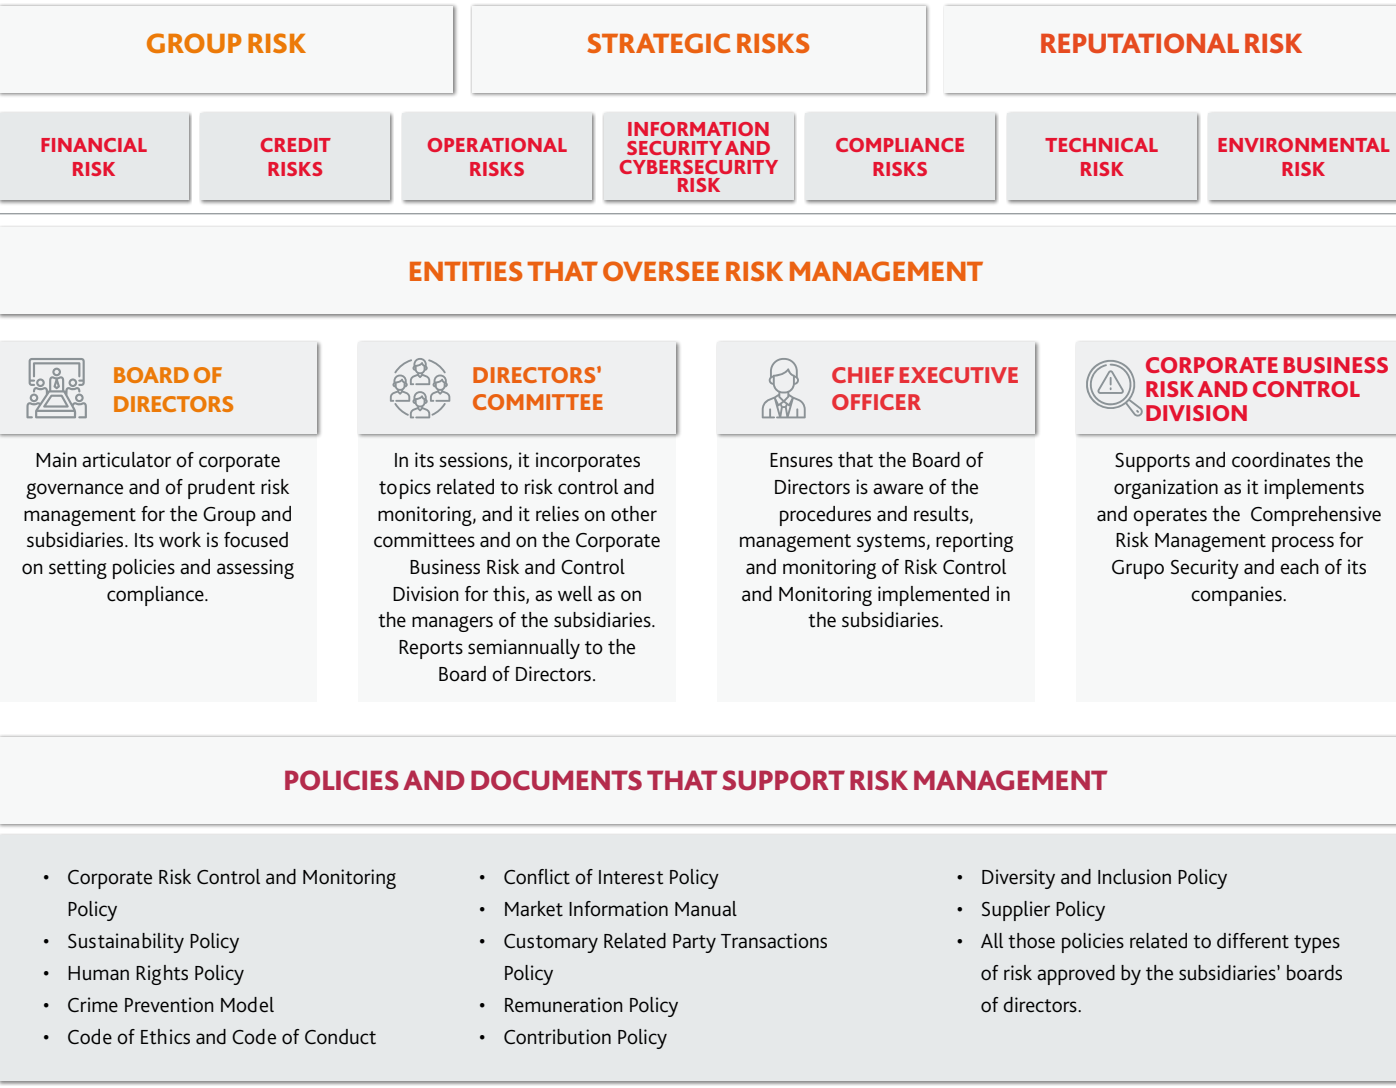 GROUP RISK
STRATEGIC RISKS
REPUTATIONAL RISK
FINANCIAL
RISK
CREDIT
RISKS
OPERATIONAL
RISKS
INFORMATION
SECURITY AND
CYBERSECURITY
RISK
COMPLIANCE
RISKS
TECHNICAL
RISK
ENVIRONMENTAL
RISK
ENTITIES THAT OVERSEE RISK MANAGEMENT
BOARD OF
DIRECTORS
Main articulator of corporate
governance and of prudent risk
management for the Group and
subsidiaries. Its work is focused
on setting policies and assessing
compliance.
DIRECTORS'
COMMITTEE
In its sessions, it incorporates
topics related to risk control and
monitoring, and it relies on other
committees and on the Corporate
Business Risk and Control
Division for this, as well as on
the managers of the subsidiaries.
Reports semiannually to the
Board of Directors.
CHIEF EXECUTIVE
OFFICER
Ensures that the Board of
Directors is aware of the
procedures and results,
management systems, reporting
and monitoring of Risk Control
and Monitoring implemented in
the subsidiaries.
CORPORATE BUSINESS
RISK AND CONTROL
DIVISION
Supports and coordinates the
organization as it implements
and operates the Comprehensive
Risk Management process for
Grupo Security and each of its
companies.
POLICIES AND DOCUMENTS THAT SUPPORT RISK MANAGEMENT
• Corporate Risk Control and Monitoring
Policy
• Sustainability Policy
• Human Rights Policy
• Crime Prevention Model
• Code of Ethics and Code of Conduct
• Conflict of Interest Policy
• Market Information Manual
• Customary Related Party Transactions
Policy
• Remuneration Policy
• Contribution Policy
• Diversity and Inclusion Policy
• Supplier Policy
• All those policies related to different types
of risk approved by the subsidiaries' boards
of directors.